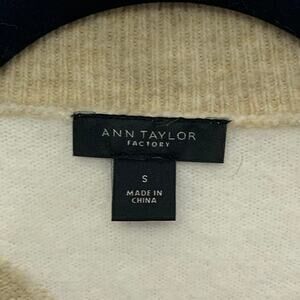 ANN TAYLOR
FACTORY
S
MADE IN
CHINA